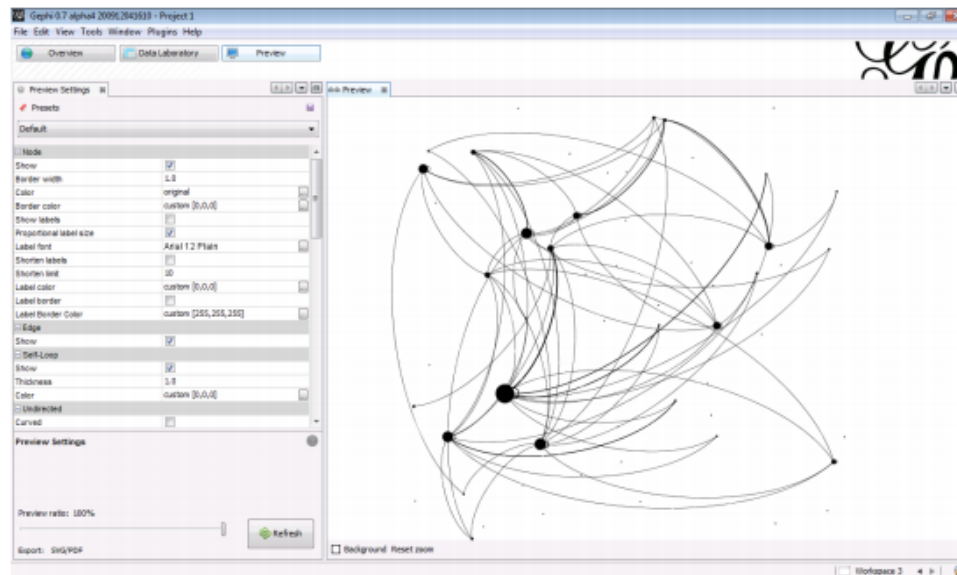 Gephi 0.7 alpha4 200912041610 - Project 1
File Edit View Tools Window Plugins Help
Overview Data Laboratory Preview
Preview Settings
Preview
Presets
Default
Node
Show
Border width 1.0
Color original
Border color custom [0,0,0]
Show labels
Proportional label size
Label font Arial 12 Plain
Shorten labels
Shorten limit 10
Label color custom [0,0,0]
Label border
Label Border Color custom [255,255,255]
Edge
Show
Self-Loop
Show
Thickness 1.0
Color custom [0,0,0]
Undirected
Curved
Preview Settings
Preview ratio: 100%
Refresh
Export: SVG/PDF
Background Reset zoom
Workspace 3